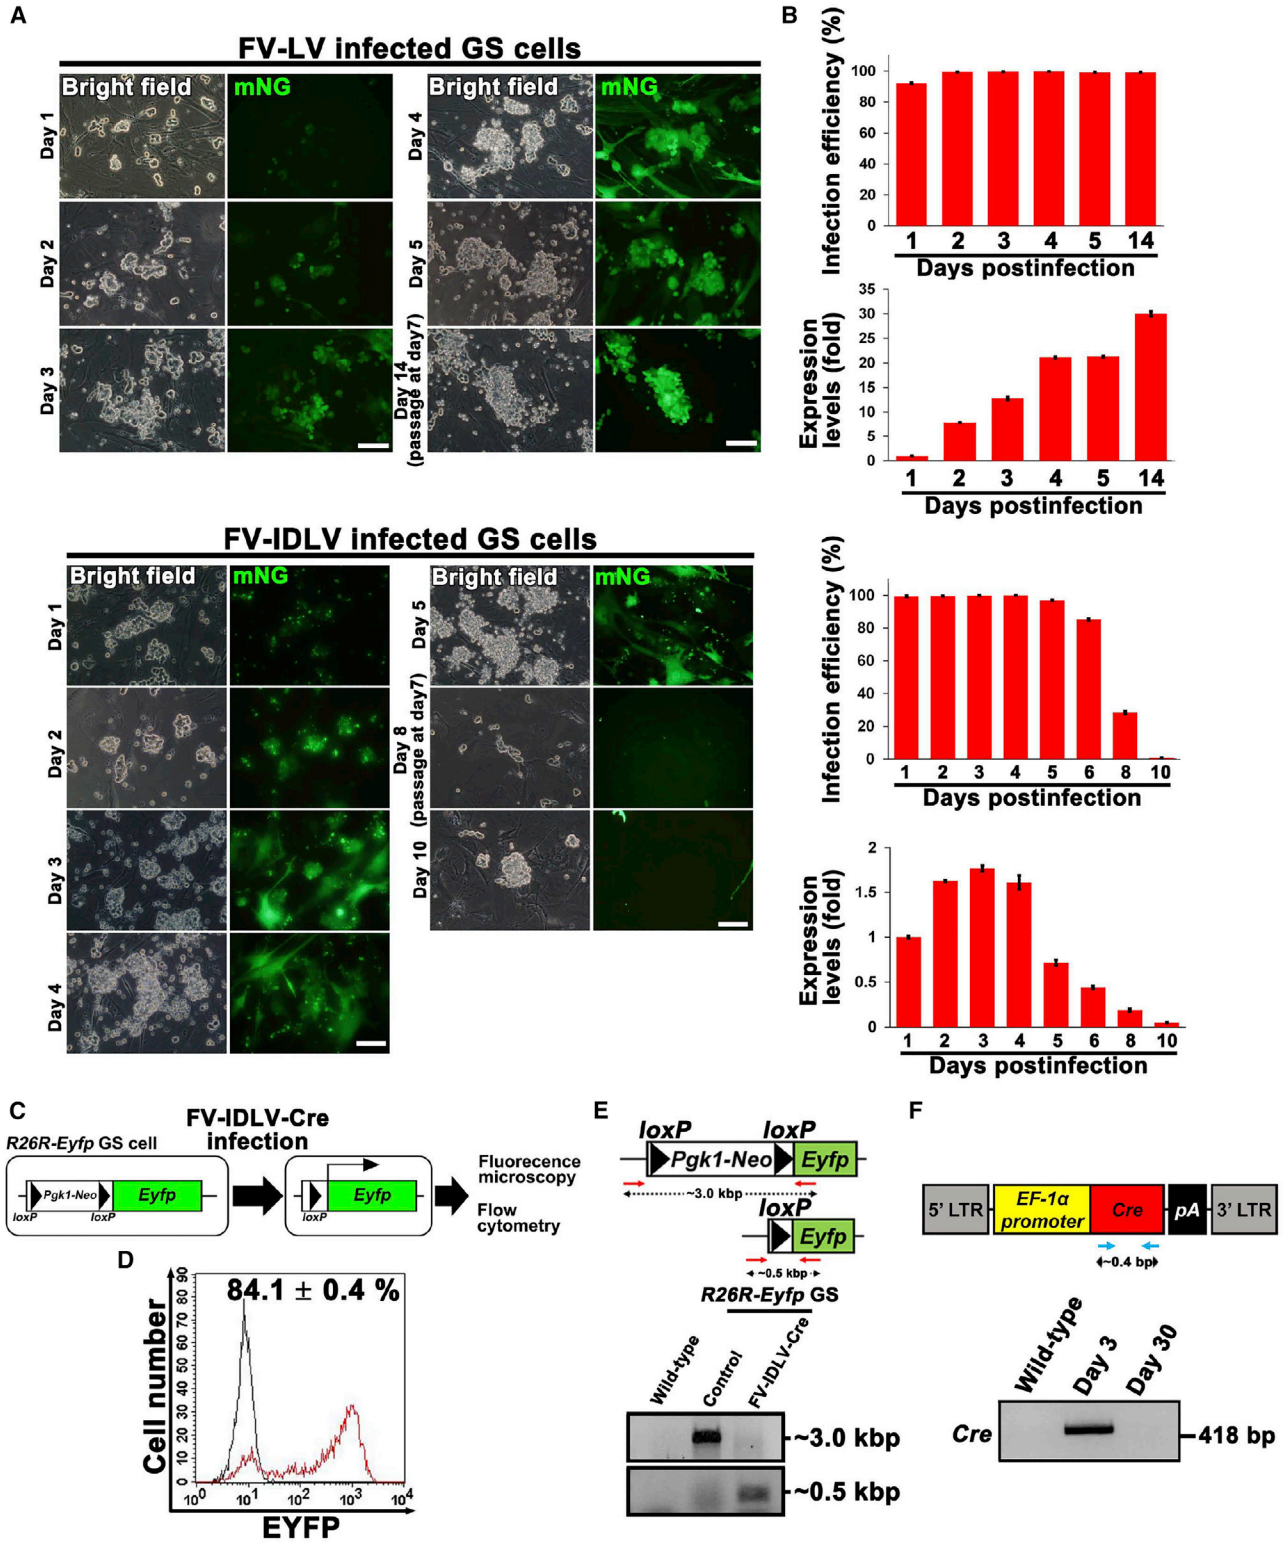 A
FV-LV infected GS cells
Bright field
mNG
Bright field
mNG
Day 1
Day 2
Day 3
Day 4
Day 5
Day 14
(passage at day7)
FV-IDLV infected GS cells
Bright field
mNG
Bright field
mNG
Day 1
Day 2
Day 3
Day 4
Day 5
Day 8
(passage at day7)
Day 10
B
Infection efficiency (%)
100
80
60
40
20
0
1 2 3 4 5 14
Days postinfection
Expression
levels (fold)
35
30
25
20
15
10
5
0
1 2 3 4 5 14
Days postinfection
Infection efficiency (%)
100
80
60
40
20
0
1 2 3 4 5 6 8 10
Days postinfection
Expression
levels (fold)
2
1.5
1
0.5
0
1 2 3 4 5 6 8 10
Days postinfection
C
FV-IDLV-Cre
infection
R26R-Eyfp GS cell
loxP
Pgk1-Neo
loxP
Eyfp
loxP
Eyfp
Fluorecence
microscopy
Flow
cytometry
D
84.1 ± 0.4 %
Cell number
90
80
70
60
50
40
30
20
10
0
10⁰ 10¹ 10² 10³ 10⁴
EYFP
E
loxP loxP
Pgk1-Neo Eyfp
~3.0 kbp
loxP
Eyfp
~0.5 kbp
R26R-Eyfp GS
Wild-type
Control
FV-IDLV-Cre
~3.0 kbp
~0.5 kbp
F
5' LTR
EF-1α
promoter
Cre
pA
3' LTR
~0.4 bp
Wild-type
Day 3
Day 30
Cre
418 bp